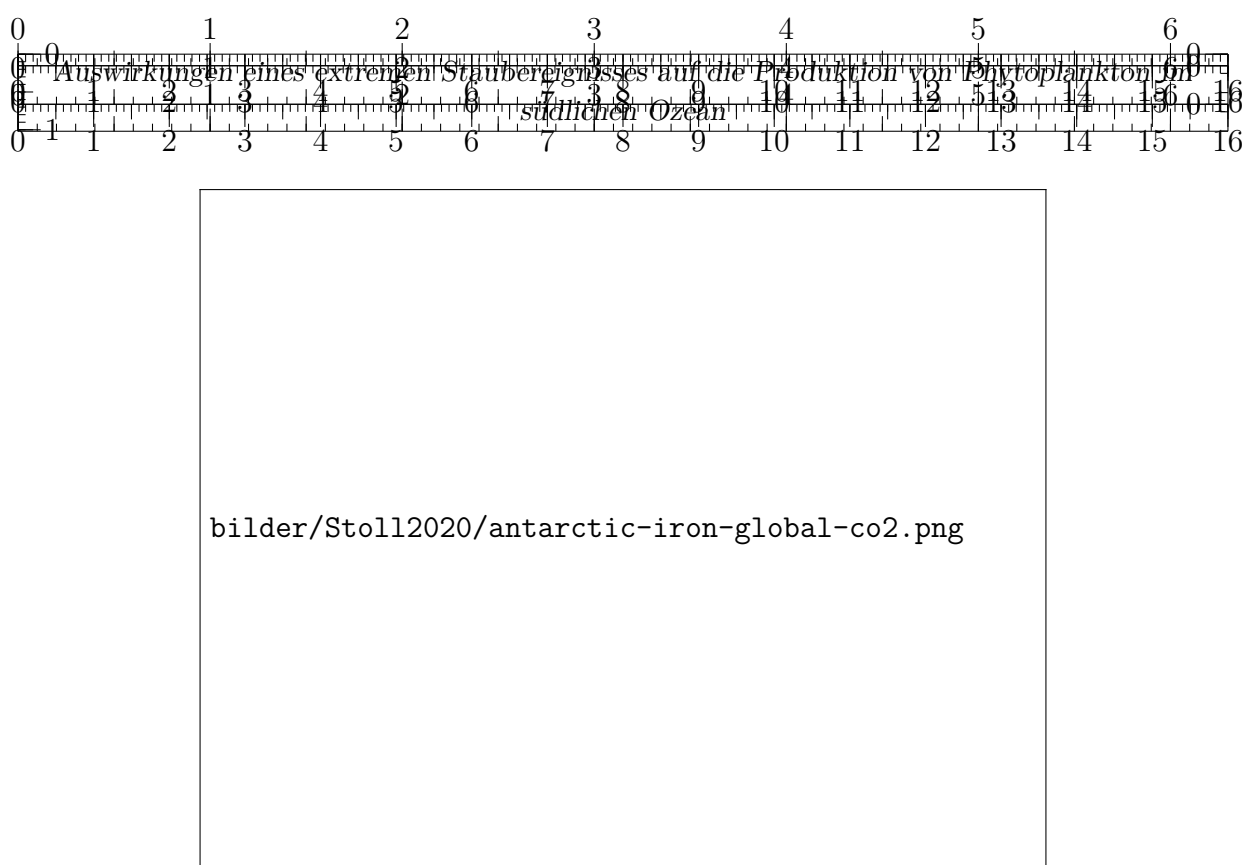 0 1 2 3 4 5 6
Auswirkungen eines extremen Staubereignisses auf die Produktion von Phytoplankton im
südlichen Ozean
0 1 2 3 4 5 6 7 8 9 10 11 12 13 14 15 16
bilder/Stoll2020/antarctic-iron-global-co2.png